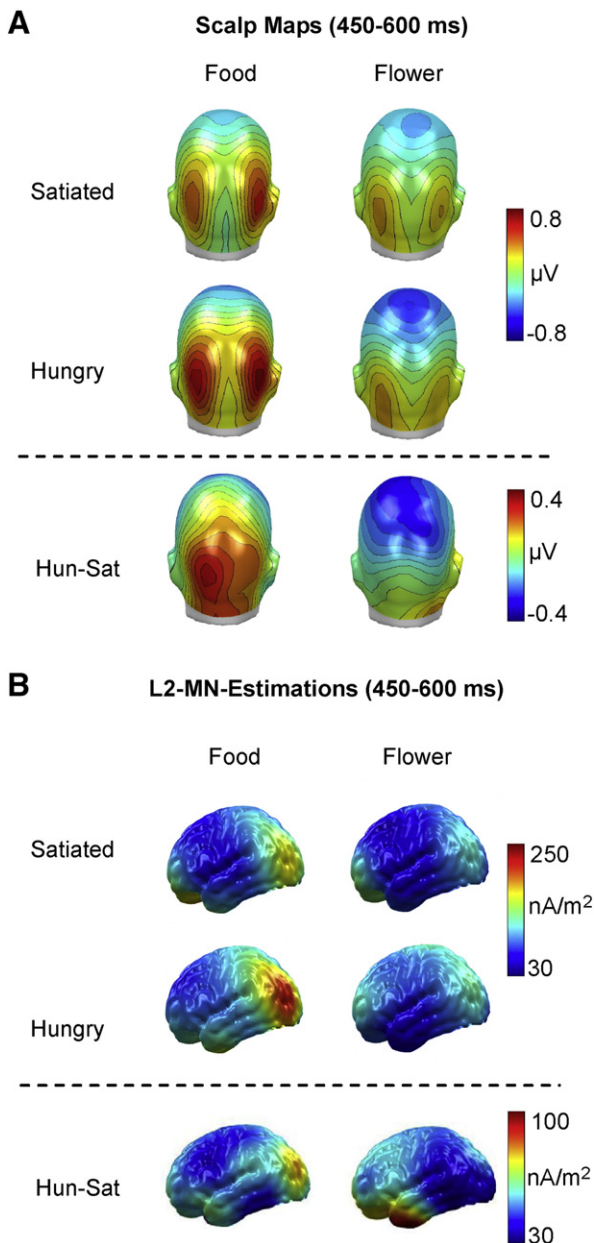 A Scalp Maps (450-600 ms)
Food Flower
Satiated
0.8
µV
-0.8
Hungry
0.4
Hun-Sat µV
-0.4
B L2-MN-Estimations (450-600 ms)
Food Flower
Satiated 250
nA/m²
30
Hungry
100
nA/m²
Hun-Sat
30